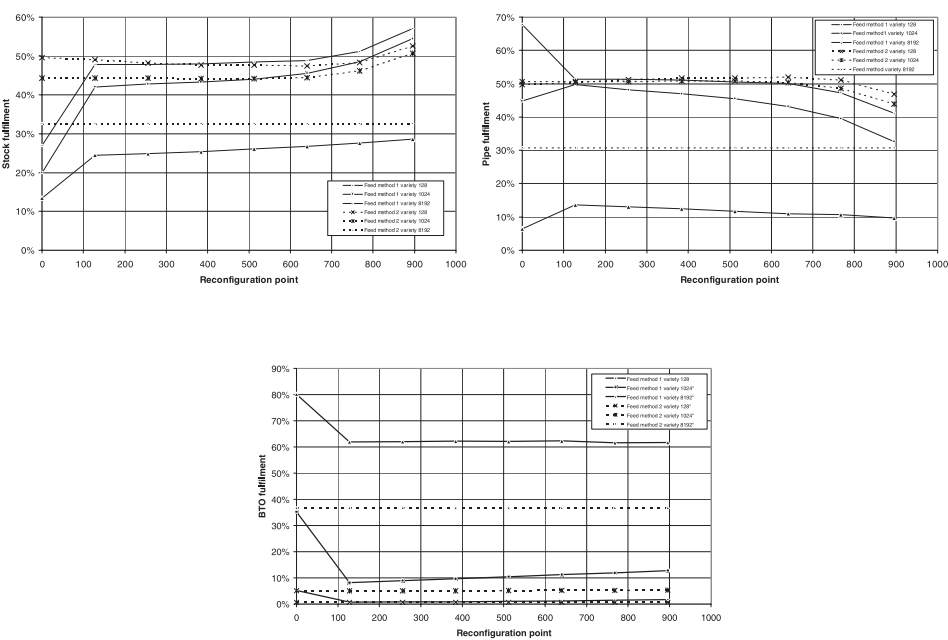 60%
50%
40%
30%
20%
10%
0%
Stock fulfilment
Feed method 1 variety 128
Feed method 1 variety 1024
Feed method 1 variety 8192
Feed method 2 variety 128
Feed method 2 variety 1024
Feed method 2 variety 8192
0 100 200 300 400 500 600 700 800 900 1000
Reconfiguration point
70%
60%
50%
40%
30%
20%
10%
0%
Pipe fulfilment
Feed method 1 variety 128
Feed method1 variety 1024
Feed method 1 variety 8192
Feed method 2 variety 128
Feed method 2 variety 1024
Feed method variety 8192
0 100 200 300 400 500 600 700 800 900 1000
Reconfiguration point
90%
80%
70%
60%
50%
40%
30%
20%
10%
0%
BTO fulfilment
Feed method 1 variety 128
Feed method 1 variety 1024"
Feed method 1 variety 8192"
Feed method 2 variety 128"
Feed method 2 variety 1024"
Feed method 2 variety 8192"
0 100 200 300 400 500 600 700 800 900 1000
Reconfiguration point